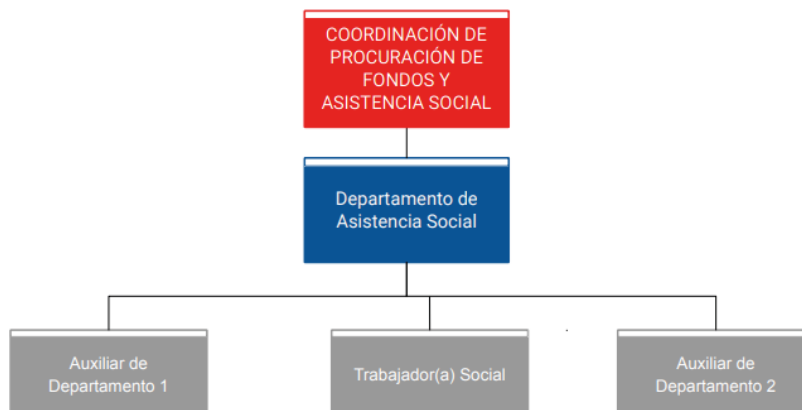 COORDINACIÓN DE
PROCURACIÓN DE
FONDOS Y
ASISTENCIA SOCIAL
Departamento de
Asistencia Social
Auxiliar de
Departamento 1
Trabajador(a) Social
Auxiliar de
Departamento 2